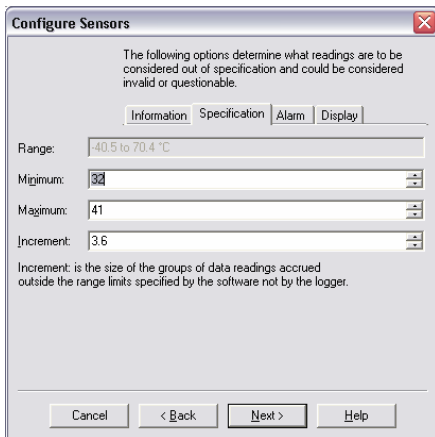 Configure Sensors
The following options determine what readings are to be
considered out of specification and could be considered
invalid or questionable.
Information Specification Alarm Display
Range: -40.5 to 70.4 °C
Minimum: 32
Maximum: 41
Increment: 3.6
Increment: is the size of the groups of data readings accrued
outside the range limits specified by the software not by the logger.
Cancel < Back Next > Help